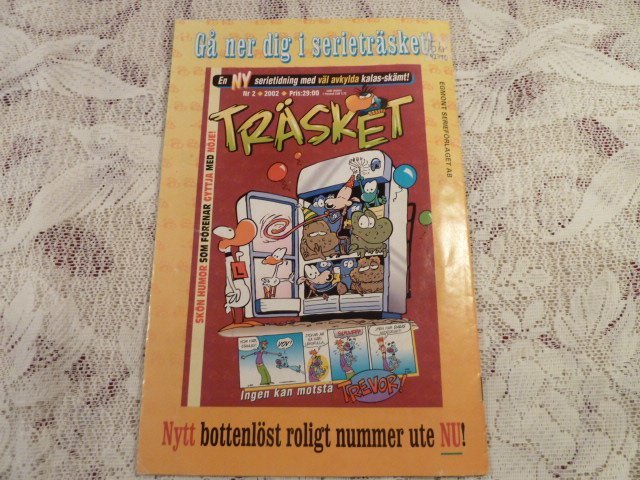 Gå ner dig i serieträsket!
En NY serietidning med väl avkylda kalas-skämt!
Nr 2 ♦ 2002 ♦ Pris:29:00
TRÄSKET
SKÖN HUMOR SOM FÖRENAR GYTTJA MED NÖJE!
EGMONT SERIEFÖRLAGET AB
L
Ingen kan motstå
TREVOR!
Nytt bottenlöst roligt nummer ute NU!